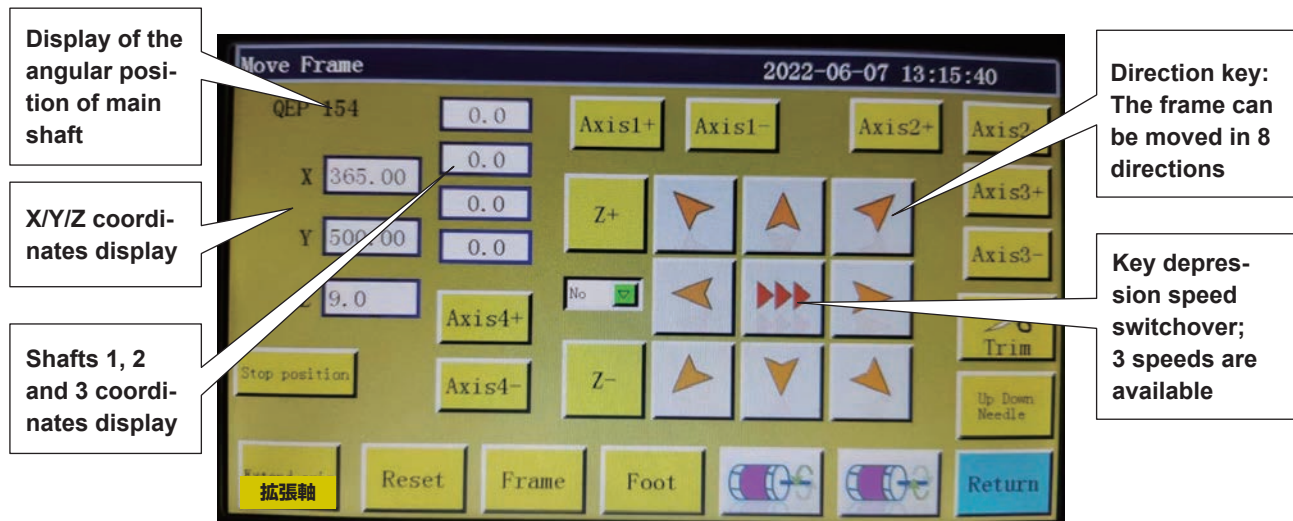 Display of the
angular posi-
tion of main
shaft
X/Y/Z coordi-
nates display
Shafts 1, 2
and 3 coordi-
nates display
Move Frame
2022-06-07 13:15:40
QEP 154
0.0
X 365.00
0.0
Y 500.00
0.0
9.0
0.0
Axis1+
Axis1-
Axis2+
Axis2-
Axis3+
Axis3-
Z+
No
Z-
Axis4+
Axis4-
Trim
Stop position
Up Down
Needle
拡張軸
Reset
Frame
Foot
Return
Direction key:
The frame can
be moved in 8
directions
Key depres-
sion speed
switchover;
3 speeds are
available